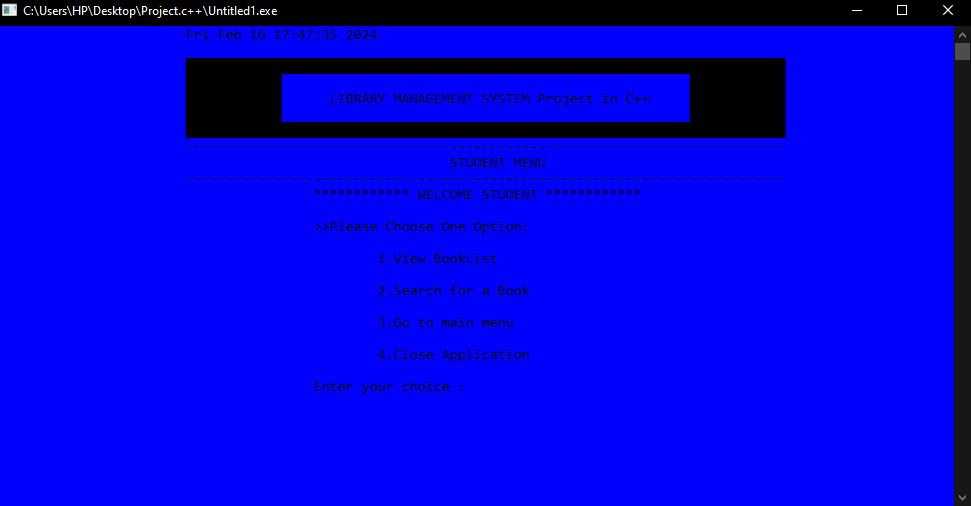 C:\Users\HP\Desktop\Project.c++\Untitled1.exe
Fri Feb 16 17:47:35 2024
LIBRARY MANAGEMENT SYSTEM Project in C++
---------------------------------------------------------------------------
STUDENT MENU
---------------------------------------------------------------------------
************ WELCOME STUDENT ************
>>Please Choose One Option:
1.View BookList
2.Search for a Book
3.Go to main menu
4.Close Application
Enter your choice :